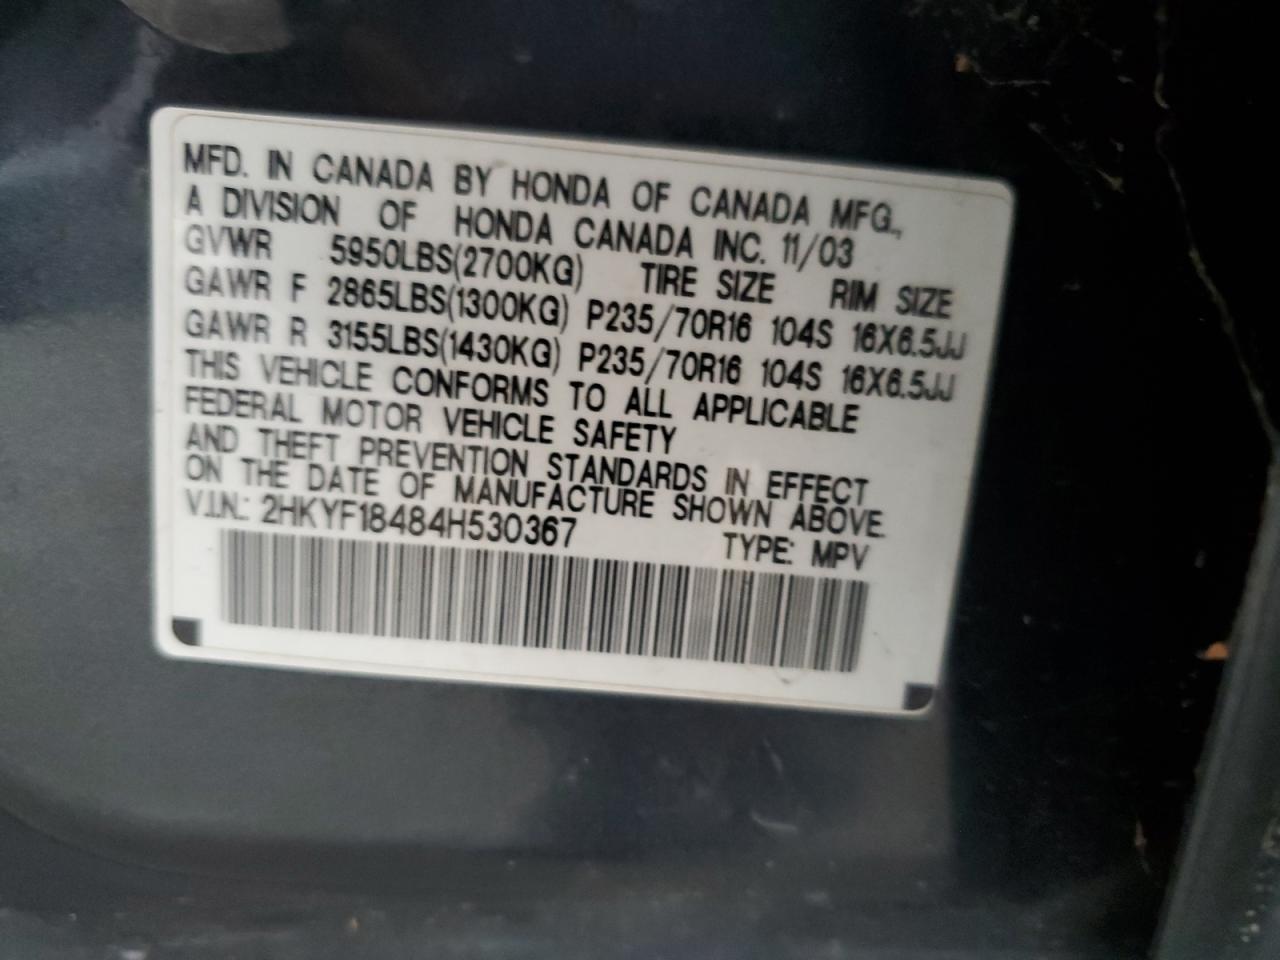 MFD. IN CANADA BY HONDA OF CANADA MFG.,
A DIVISION OF HONDA CANADA INC. 11/03
GVWR 5950LBS(2700KG) TIRE SIZE RIM SIZE
GAWR F 2865LBS(1300KG) P235/70R16 104S 16X6.5JJ
GAWR R 3155LBS(1430KG) P235/70R16 104S 16X6.5JJ
THIS VEHICLE CONFORMS TO ALL APPLICABLE
FEDERAL MOTOR VEHICLE SAFETY
AND THEFT PREVENTION STANDARDS IN EFFECT
ON THE DATE OF MANUFACTURE SHOWN ABOVE.
V.I.N.: 2HKYF18484H530367 TYPE: MPV